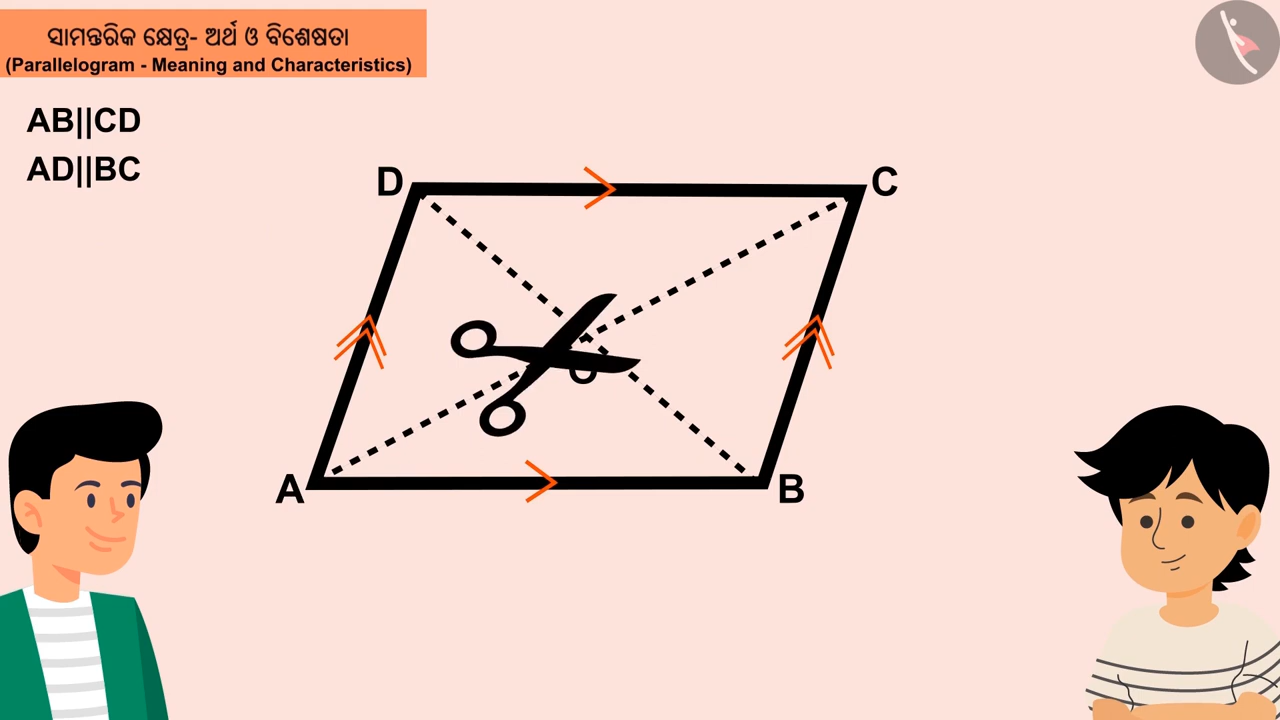 ସାମନ୍ତରିକ କ୍ଷେତ୍ର- ଅର୍ଥ ଓ ବିଶେଷତା
(Parallelogram - Meaning and Characteristics)
AB||CD
AD||BC
D
C
A
B